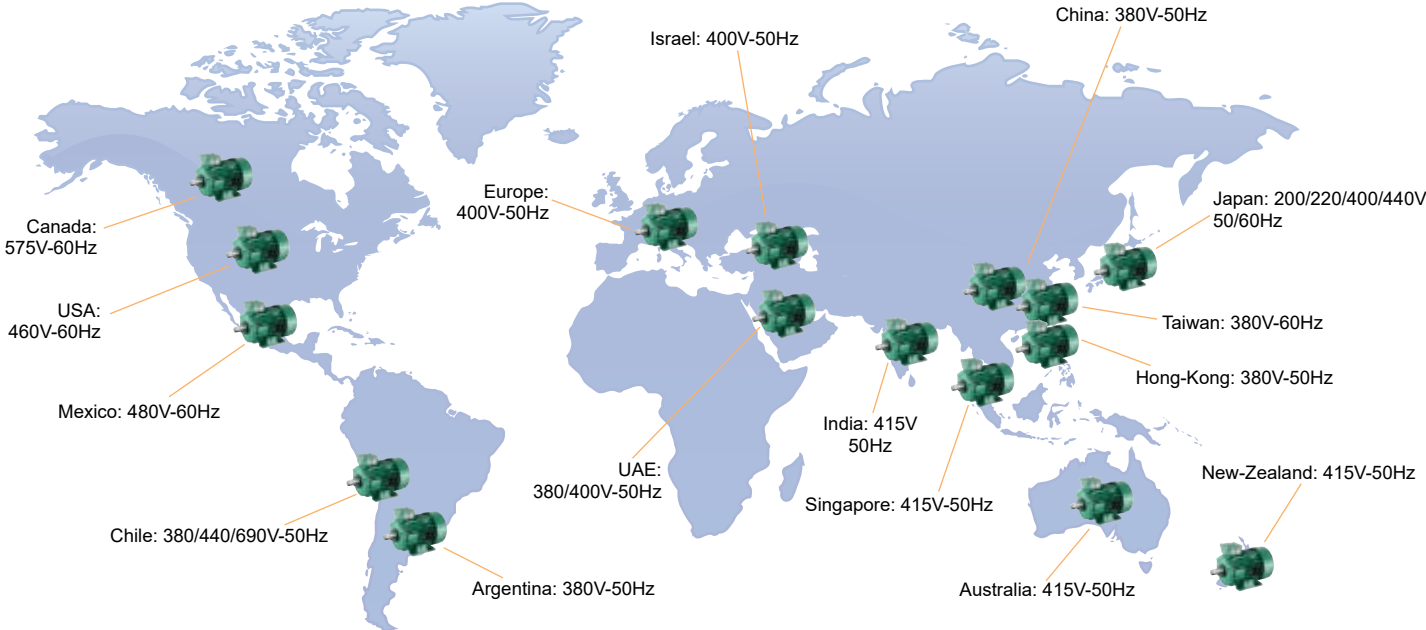 China: 380V-50Hz
Israel: 400V-50Hz
Europe:
400V-50Hz
Japan: 200/220/400/440V
50/60Hz
Canada:
575V-60Hz
USA:
460V-60Hz
Taiwan: 380V-60Hz
Hong-Kong: 380V-50Hz
Mexico: 480V-60Hz
India: 415V
50Hz
UAE:
380/400V-50Hz
New-Zealand: 415V-50Hz
Singapore: 415V-50Hz
Chile: 380/440/690V-50Hz
Argentina: 380V-50Hz
Australia: 415V-50Hz